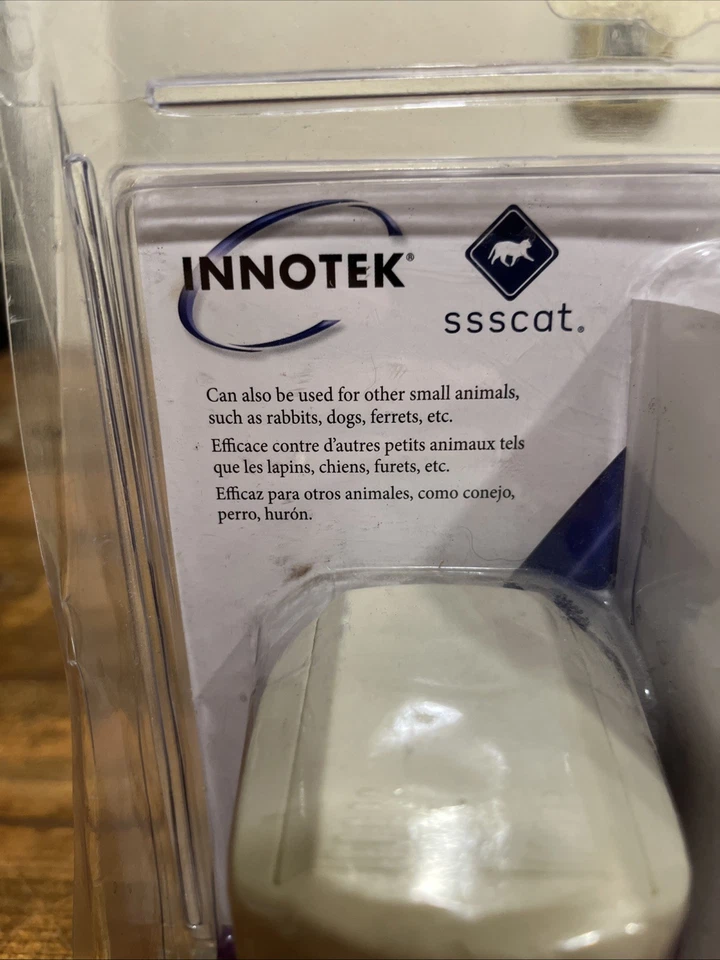 INNOTEK®
ssscat®
Can also be used for other small animals,
such as rabbits, dogs, ferrets, etc.
Efficace contre d'autres petits animaux tels
que les lapins, chiens, furets, etc.
Efficaz para otros animales, como conejo,
perro, hurón.